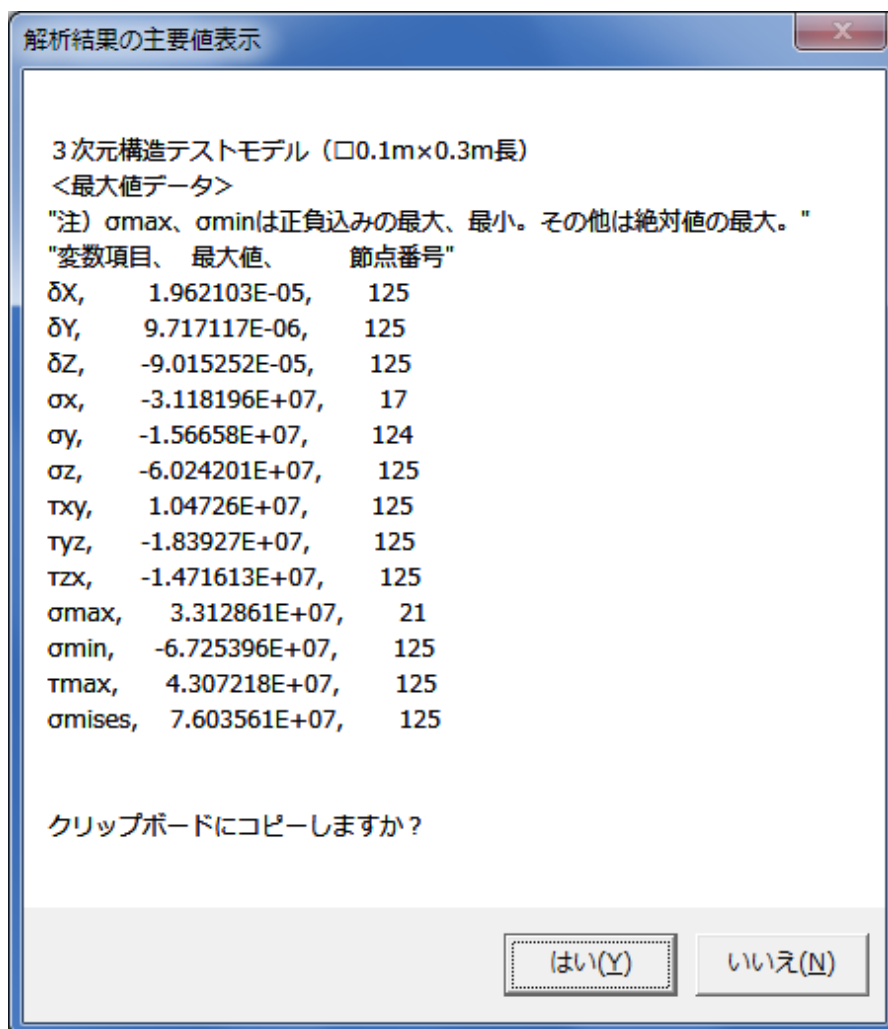 解析結果の主要値表示
３次元構造テストモデル（□0.1m×0.3m長）
＜最大値データ＞
"注）σmax、σminは正負込みの最大、最小。その他は絶対値の最大。"
"変数項目、 最大値、 節点番号"
δX, 1.962103E-05, 125
δY, 9.717117E-06, 125
δZ, -9.015252E-05, 125
σx, -3.118196E+07, 17
σy, -1.56658E+07, 124
σz, -6.024201E+07, 125
τxy, 1.04726E+07, 125
τyz, -1.83927E+07, 125
τzx, -1.471613E+07, 125
σmax, 3.312861E+07, 21
σmin, -6.725396E+07, 125
τmax, 4.307218E+07, 125
σmises, 7.603561E+07, 125
クリップボードにコピーしますか？
はい(Y) いいえ(N)